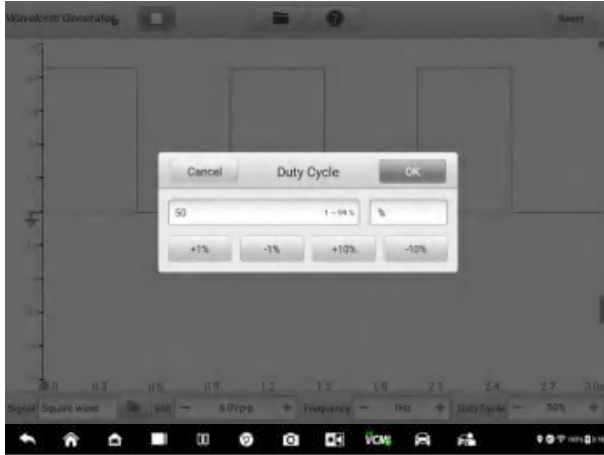 Waveform Generator Reset
Cancel Duty Cycle OK
50 1 ~ 99 % %
+1% -1% +10% -10%
0.0 0.3 0.6 0.9 1.2 1.5 1.8 2.1 2.4 2.7 3.0s
Signal Square wave Volt − 6.0Vp-p + Frequency − 1Hz + Duty Cycle − 50% +
VCMI